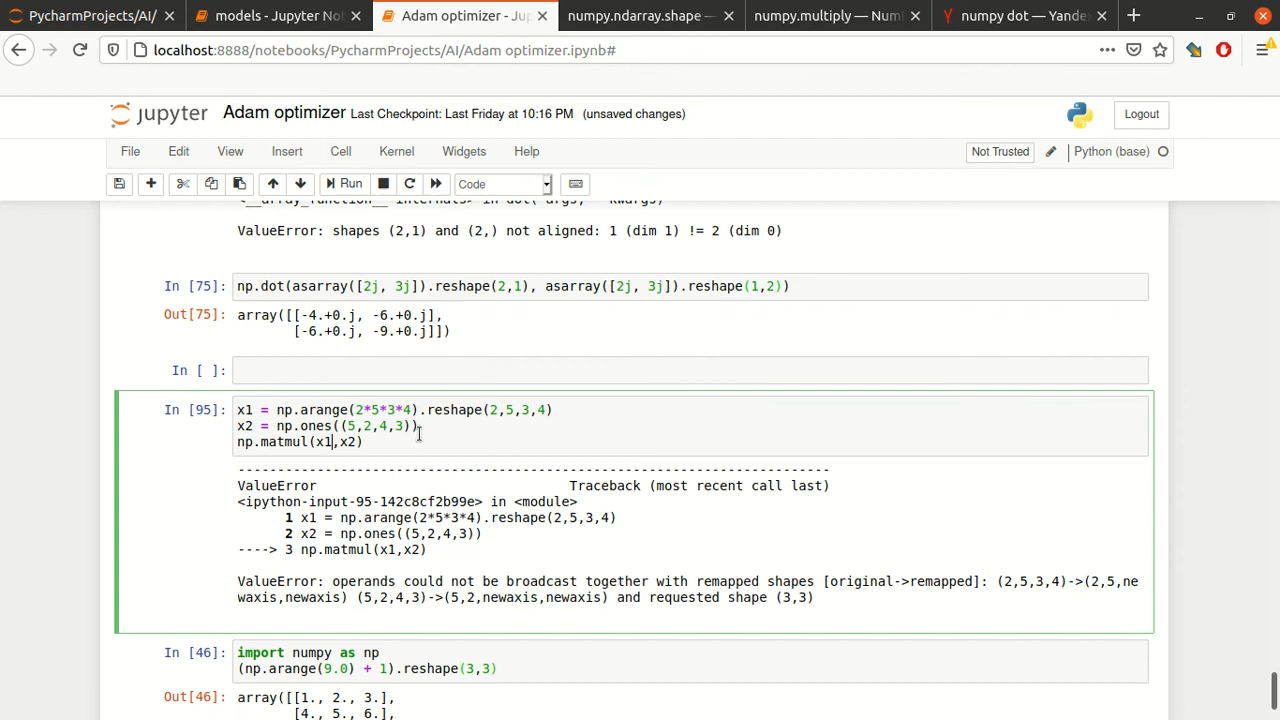 PycharmProjects/AI/
models - Jupyter Not
Adam optimizer - Jup
numpy.ndarray.shape —
numpy.multiply — Num
numpy dot — Yandex
localhost:8888/notebooks/PycharmProjects/AI/Adam optimizer.ipynb#
jupyter Adam optimizer Last Checkpoint: Last Friday at 10:16 PM (unsaved changes)
Logout
File Edit View Insert Cell Kernel Widgets Help
Not Trusted Python (base)
Run Code
ValueError: shapes (2,1) and (2,) not aligned: 1 (dim 1) != 2 (dim 0)
In [75]: np.dot(asarray([2j, 3j]).reshape(2,1), asarray([2j, 3j]).reshape(1,2))
Out[75]: array([[-4.+0.j, -6.+0.j],
[-6.+0.j, -9.+0.j]])
In [ ]:
In [95]: x1 = np.arange(2*5*3*4).reshape(2,5,3,4)
x2 = np.ones((5,2,4,3))
np.matmul(x1,x2)
---------------------------------------------------------------------------
ValueError Traceback (most recent call last)
<ipython-input-95-142c8cf2b99e> in <module>
1 x1 = np.arange(2*5*3*4).reshape(2,5,3,4)
2 x2 = np.ones((5,2,4,3))
----> 3 np.matmul(x1,x2)
ValueError: operands could not be broadcast together with remapped shapes [original->remapped]: (2,5,3,4)->(2,5,ne
waxis,newaxis) (5,2,4,3)->(5,2,newaxis,newaxis) and requested shape (3,3)
In [46]: import numpy as np
(np.arange(9.0) + 1).reshape(3,3)
Out[46]: array([[1., 2., 3.],
[4., 5., 6.],